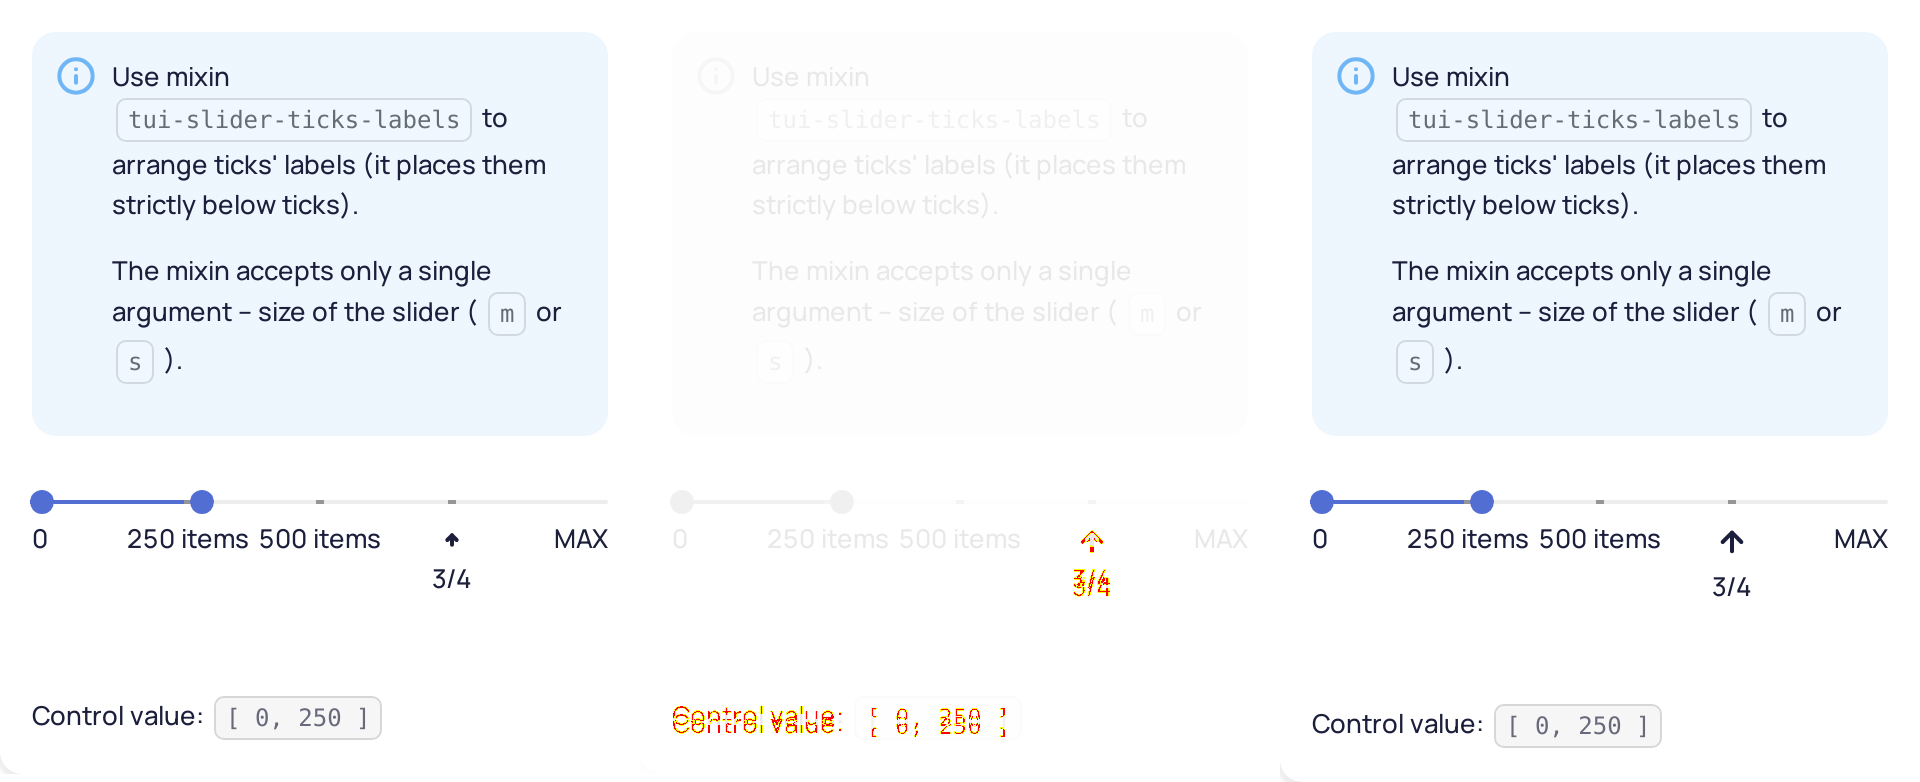 Use mixin
tui-slider-ticks-labels to
arrange ticks' labels (it places them
strictly below ticks).
The mixin accepts only a single
argument – size of the slider ( m or
s ).
0 250 items 500 items MAX
3/4
Control value: [ 0, 250 ]
Use mixin
tui-slider-ticks-labels to
arrange ticks' labels (it places them
strictly below ticks).
The mixin accepts only a single
argument – size of the slider ( m or
s ).
0 250 items 500 items MAX
3/4
Control value: [ 0, 250 ]
Use mixin
tui-slider-ticks-labels to
arrange ticks' labels (it places them
strictly below ticks).
The mixin accepts only a single
argument – size of the slider ( m or
s ).
0 250 items 500 items MAX
3/4
Control value: [ 0, 250 ]